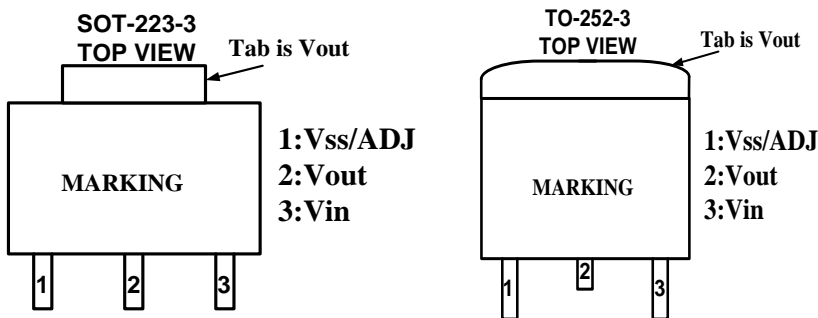 SOT-223-3
TOP VIEW
Tab is Vout
1:Vss/ADJ
2:Vout
3:Vin
MARKING
1
2
3
TO-252-3
TOP VIEW
Tab is Vout
1:Vss/ADJ
2:Vout
3:Vin
MARKING
1
2
3